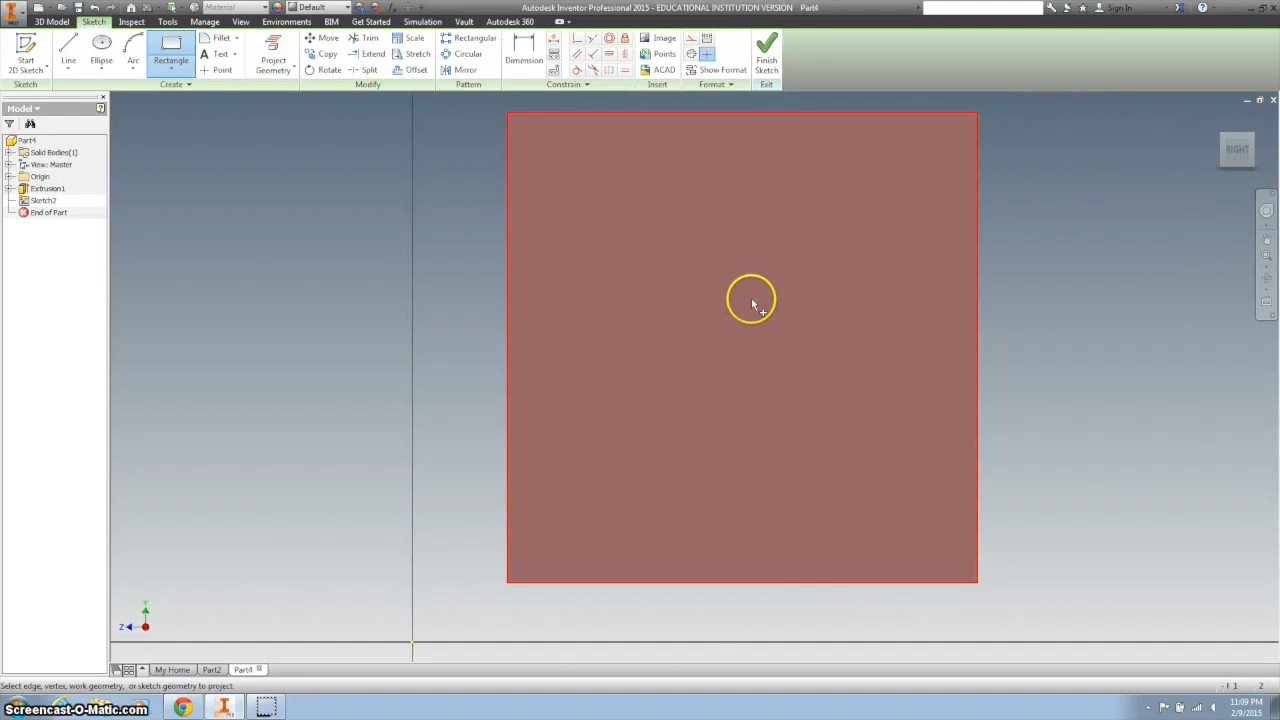 Autodesk Inventor Professional 2015 - EDUCATIONAL INSTITUTION VERSION Part4
Material Default Sign In
PRO 3D Model Sketch Inspect Tools Manage View Environments BIM Get Started Simulation Vault Autodesk 360
Start 2D Sketch
Line
Ellipse
Arc
Rectangle
Fillet
Text
Point
Project Geometry
Move
Copy
Rotate
Trim
Extend
Split
Scale
Stretch
Offset
Rectangular
Circular
Mirror
Dimension
Image
Points
ACAD
Show Format
Finish Sketch
Sketch Create Modify Pattern Constrain Insert Format Exit
Model
Part4
Solid Bodies(1)
View: Master
Origin
Extrusion1
Sketch2
End of Part
RIGHT
Y
Z
My Home Part2 Part4
Select edge, vertex, work geometry, or sketch geometry to project
1 2
Screencast-O-Matic.com
11:09 PM
2/9/2015